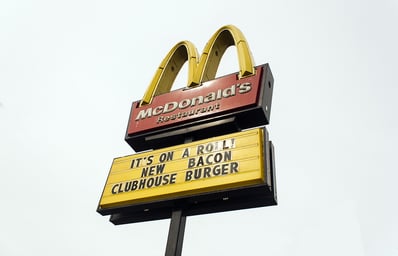 McDonald's
Restaurant
IT'S ON A ROLL!
NEW BACON
CLUBHOUSE BURGER